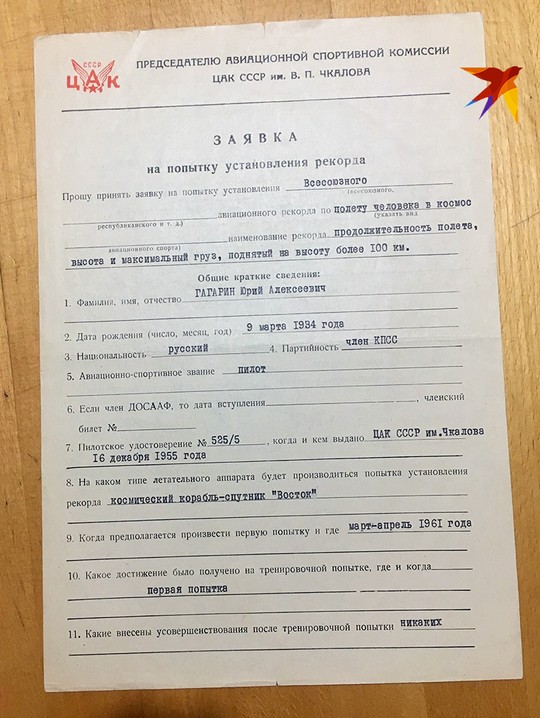 СССР
ЦАК
ПРЕДСЕДАТЕЛЮ АВИАЦИОННОЙ СПОРТИВНОЙ КОМИССИИ
ЦАК СССР им. В. П. ЧКАЛОВА
ЗАЯВКА
на попытку установления рекорда
Прошу принять заявку на попытку установления Всесоюзного
(всесоюзного,
авиационного рекорда по полету человека в космос
республиканского и т. д.) (указать вид
наименование рекорда продолжительность полета,
авиационного спорта)
высота и максимальный груз, поднятый на высоту более 100 км.
Общие краткие сведения:
1. Фамилия, имя, отчество ГАГАРИН Юрий Алексеевич
2. Дата рождения (число, месяц, год) 9 марта 1934 года
3. Национальность русский 4. Партийность член КПСС
5. Авиационно-спортивное звание пилот
6. Если член ДОСААФ, то дата вступления , членский
билет №
7. Пилотское удостоверение № 525/5 , когда и кем выдано ЦАК СССР им.Чкалова
16 декабря 1955 года
8. На каком типе летательного аппарата будет производиться попытка установления
рекорда космический корабль-спутник "Восток"
9. Когда предполагается произвести первую попытку и где март-апрель 1961 года
10. Какое достижение было получено на тренировочной попытке, где и когда
первая попытка
11. Какие внесены усовершенствования после тренировочной попытки никаких